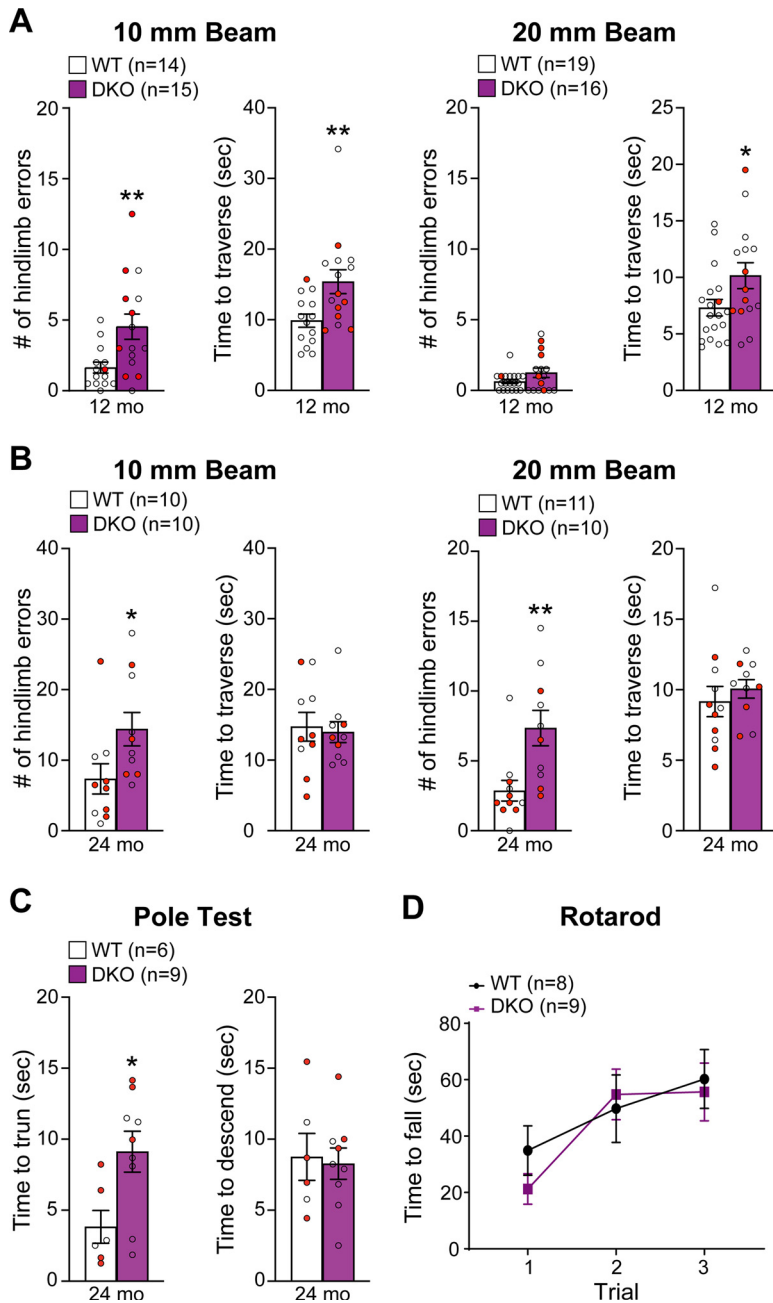 A
10 mm Beam
20 mm Beam
WT (n=14)
DKO (n=15)
WT (n=19)
DKO (n=16)
# of hindlimb errors
20
15
10
5
0
12 mo
Time to traverse (sec)
40
30
20
10
0
12 mo
# of hindlimb errors
20
15
10
5
0
12 mo
Time to traverse (sec)
25
20
15
10
5
0
12 mo
**
**
*
B
10 mm Beam
20 mm Beam
WT (n=10)
DKO (n=10)
WT (n=11)
DKO (n=10)
# of hindlimb errors
40
30
20
10
0
24 mo
Time to traverse (sec)
40
30
20
10
0
24 mo
# of hindlimb errors
20
15
10
5
0
24 mo
Time to traverse (sec)
20
15
10
5
0
24 mo
*
**
C
Pole Test
WT (n=6)
DKO (n=9)
Time to trun (sec)
20
15
10
5
0
24 mo
*
Time to descend (sec)
20
15
10
5
0
24 mo
D
Rotarod
WT (n=8)
DKO (n=9)
Time to fall (sec)
80
60
40
20
0
1
2
3
Trial